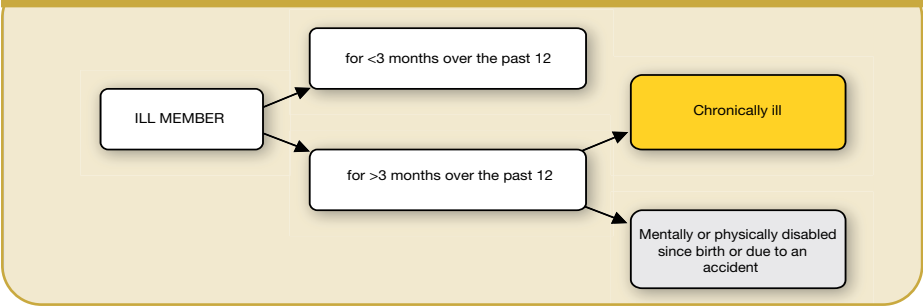 for <3 months over the past 12
ILL MEMBER
Chronically ill
for >3 months over the past 12
Mentally or physically disabled
since birth or due to an
accident